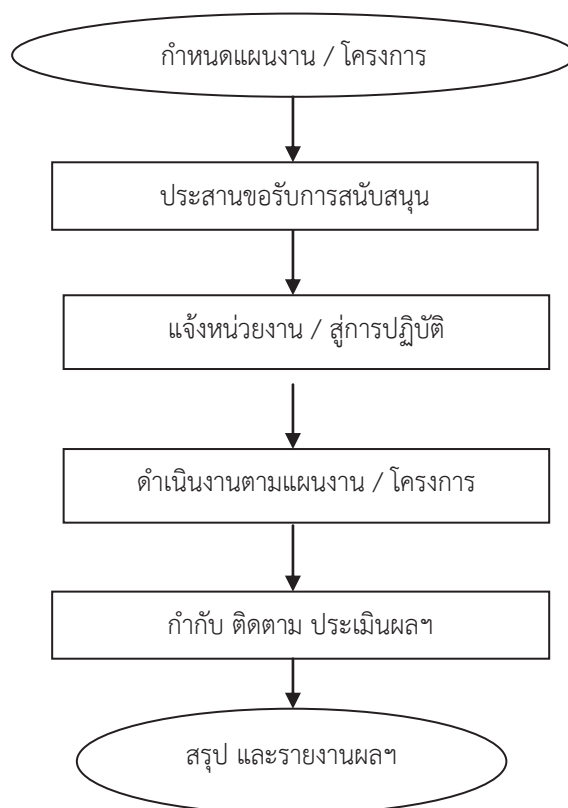 กำหนดแผนงาน / โครงการ
ประสานขอรับการสนับสนุน
แจ้งหน่วยงาน / สู่การปฏิบัติ
ดำเนินงานตามแผนงาน / โครงการ
กำกับ ติดตาม ประเมินผลฯ
สรุป และรายงานผลฯ